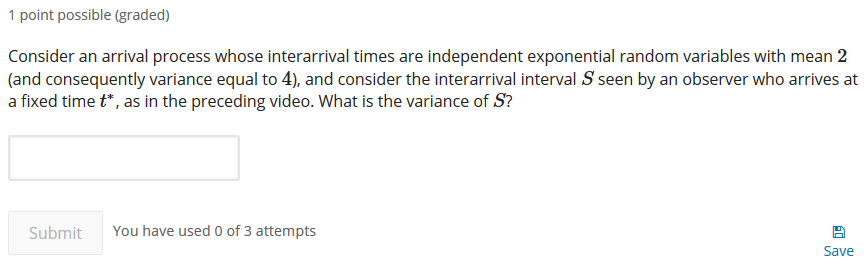 1 point possible (graded)
Consider an arrival process whose interarrival times are independent exponential random variables with mean 2
(and consequently variance equal to 4), and consider the interarrival interval S seen by an observer who arrives at
a fixed time t*, as in the preceding video. What is the variance of S?
Submit
You have used 0 of 3 attempts
Save